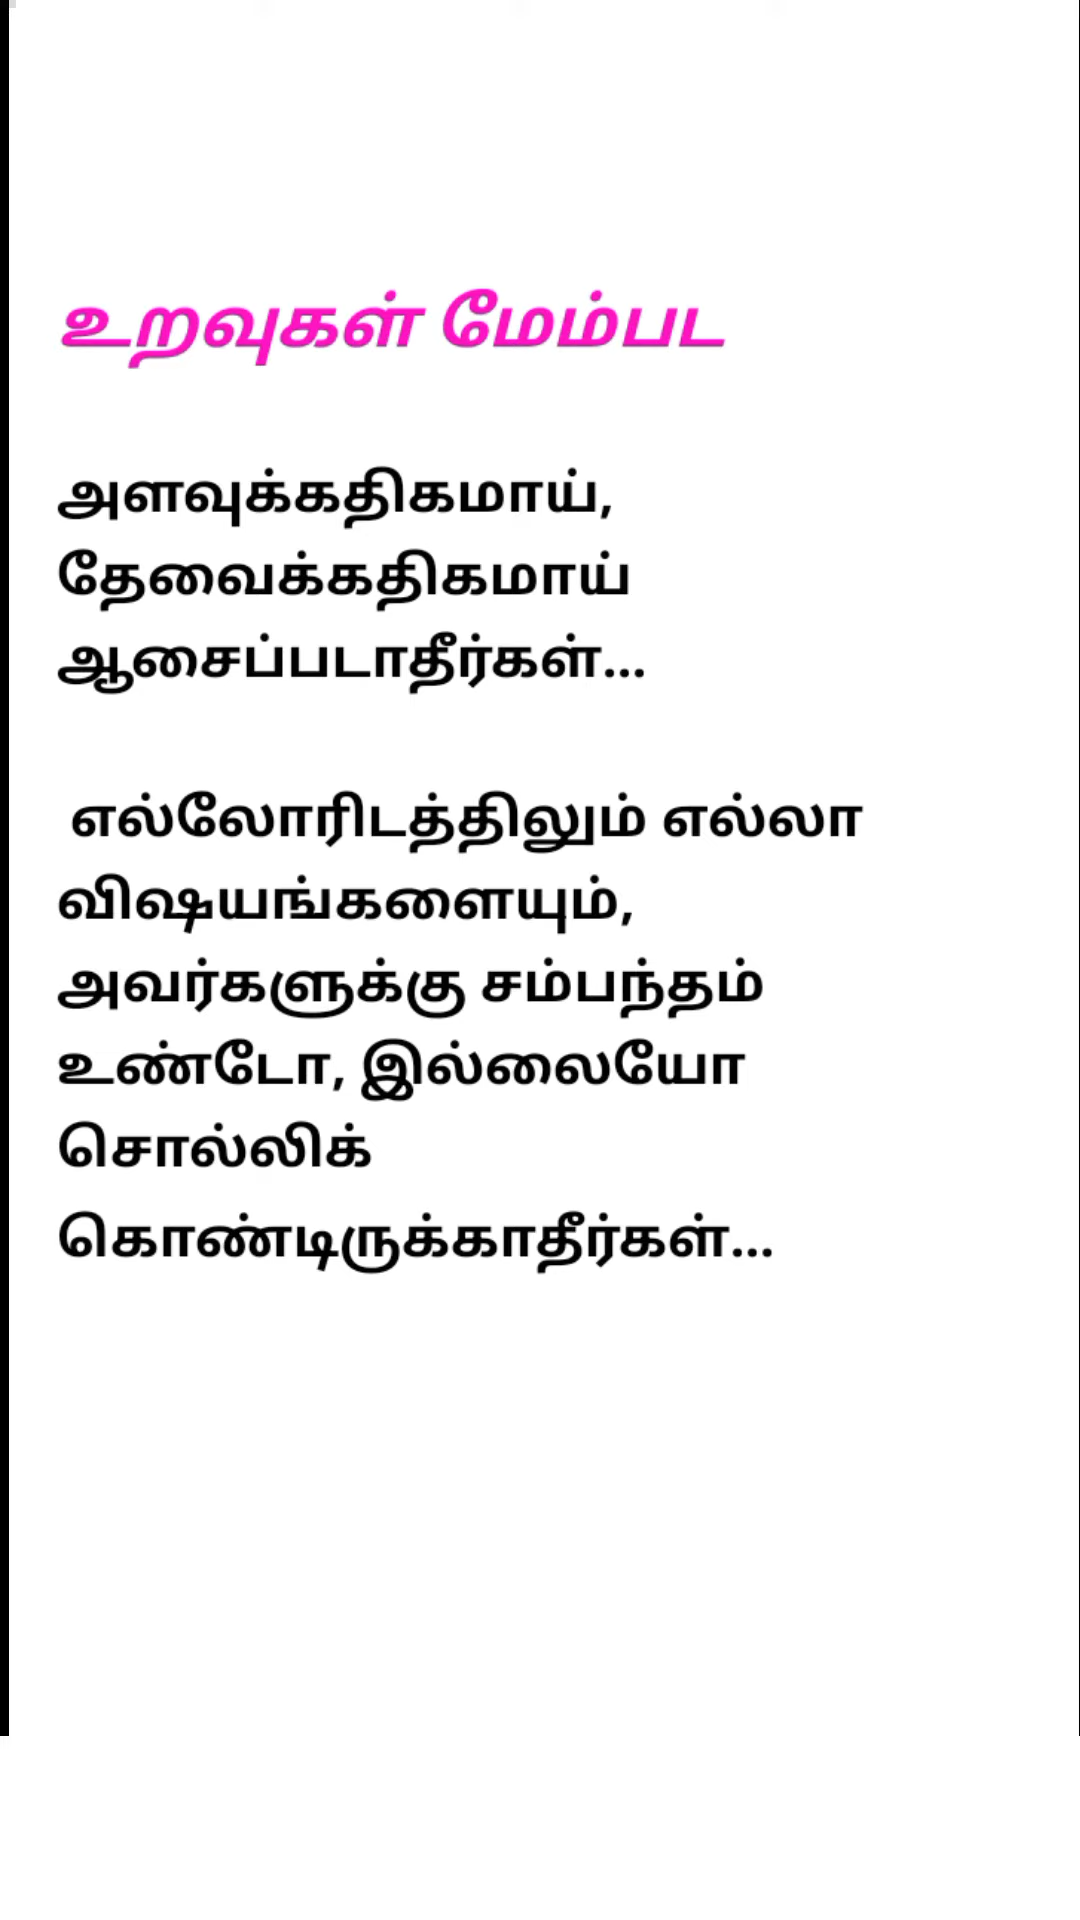 உறவுகள் மேம்பட
அளவுக்கதிகமாய்,
தேவைக்கதிகமாய்
ஆசைப்படாதீர்கள்...
எல்லோரிடத்திலும் எல்லா
விஷயங்களையும்,
அவர்களுக்கு சம்பந்தம்
உண்டோ, இல்லையோ
சொல்லிக்
கொண்டிருக்காதீர்கள்...